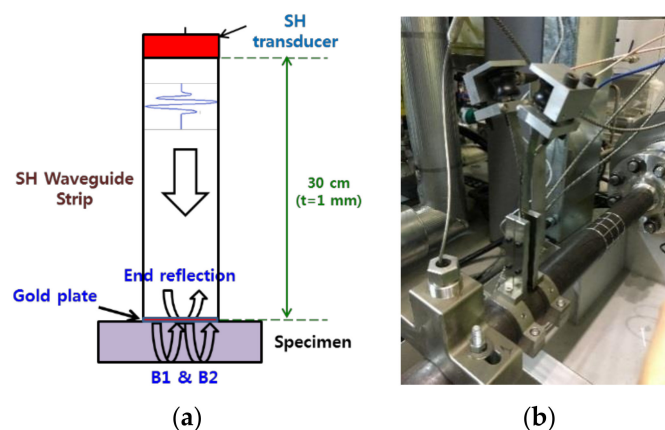 SH
transducer
SH Waveguide
Strip
30 cm
(t=1 mm)
End reflection
Gold plate
Specimen
B1 & B2
(a)
(b)